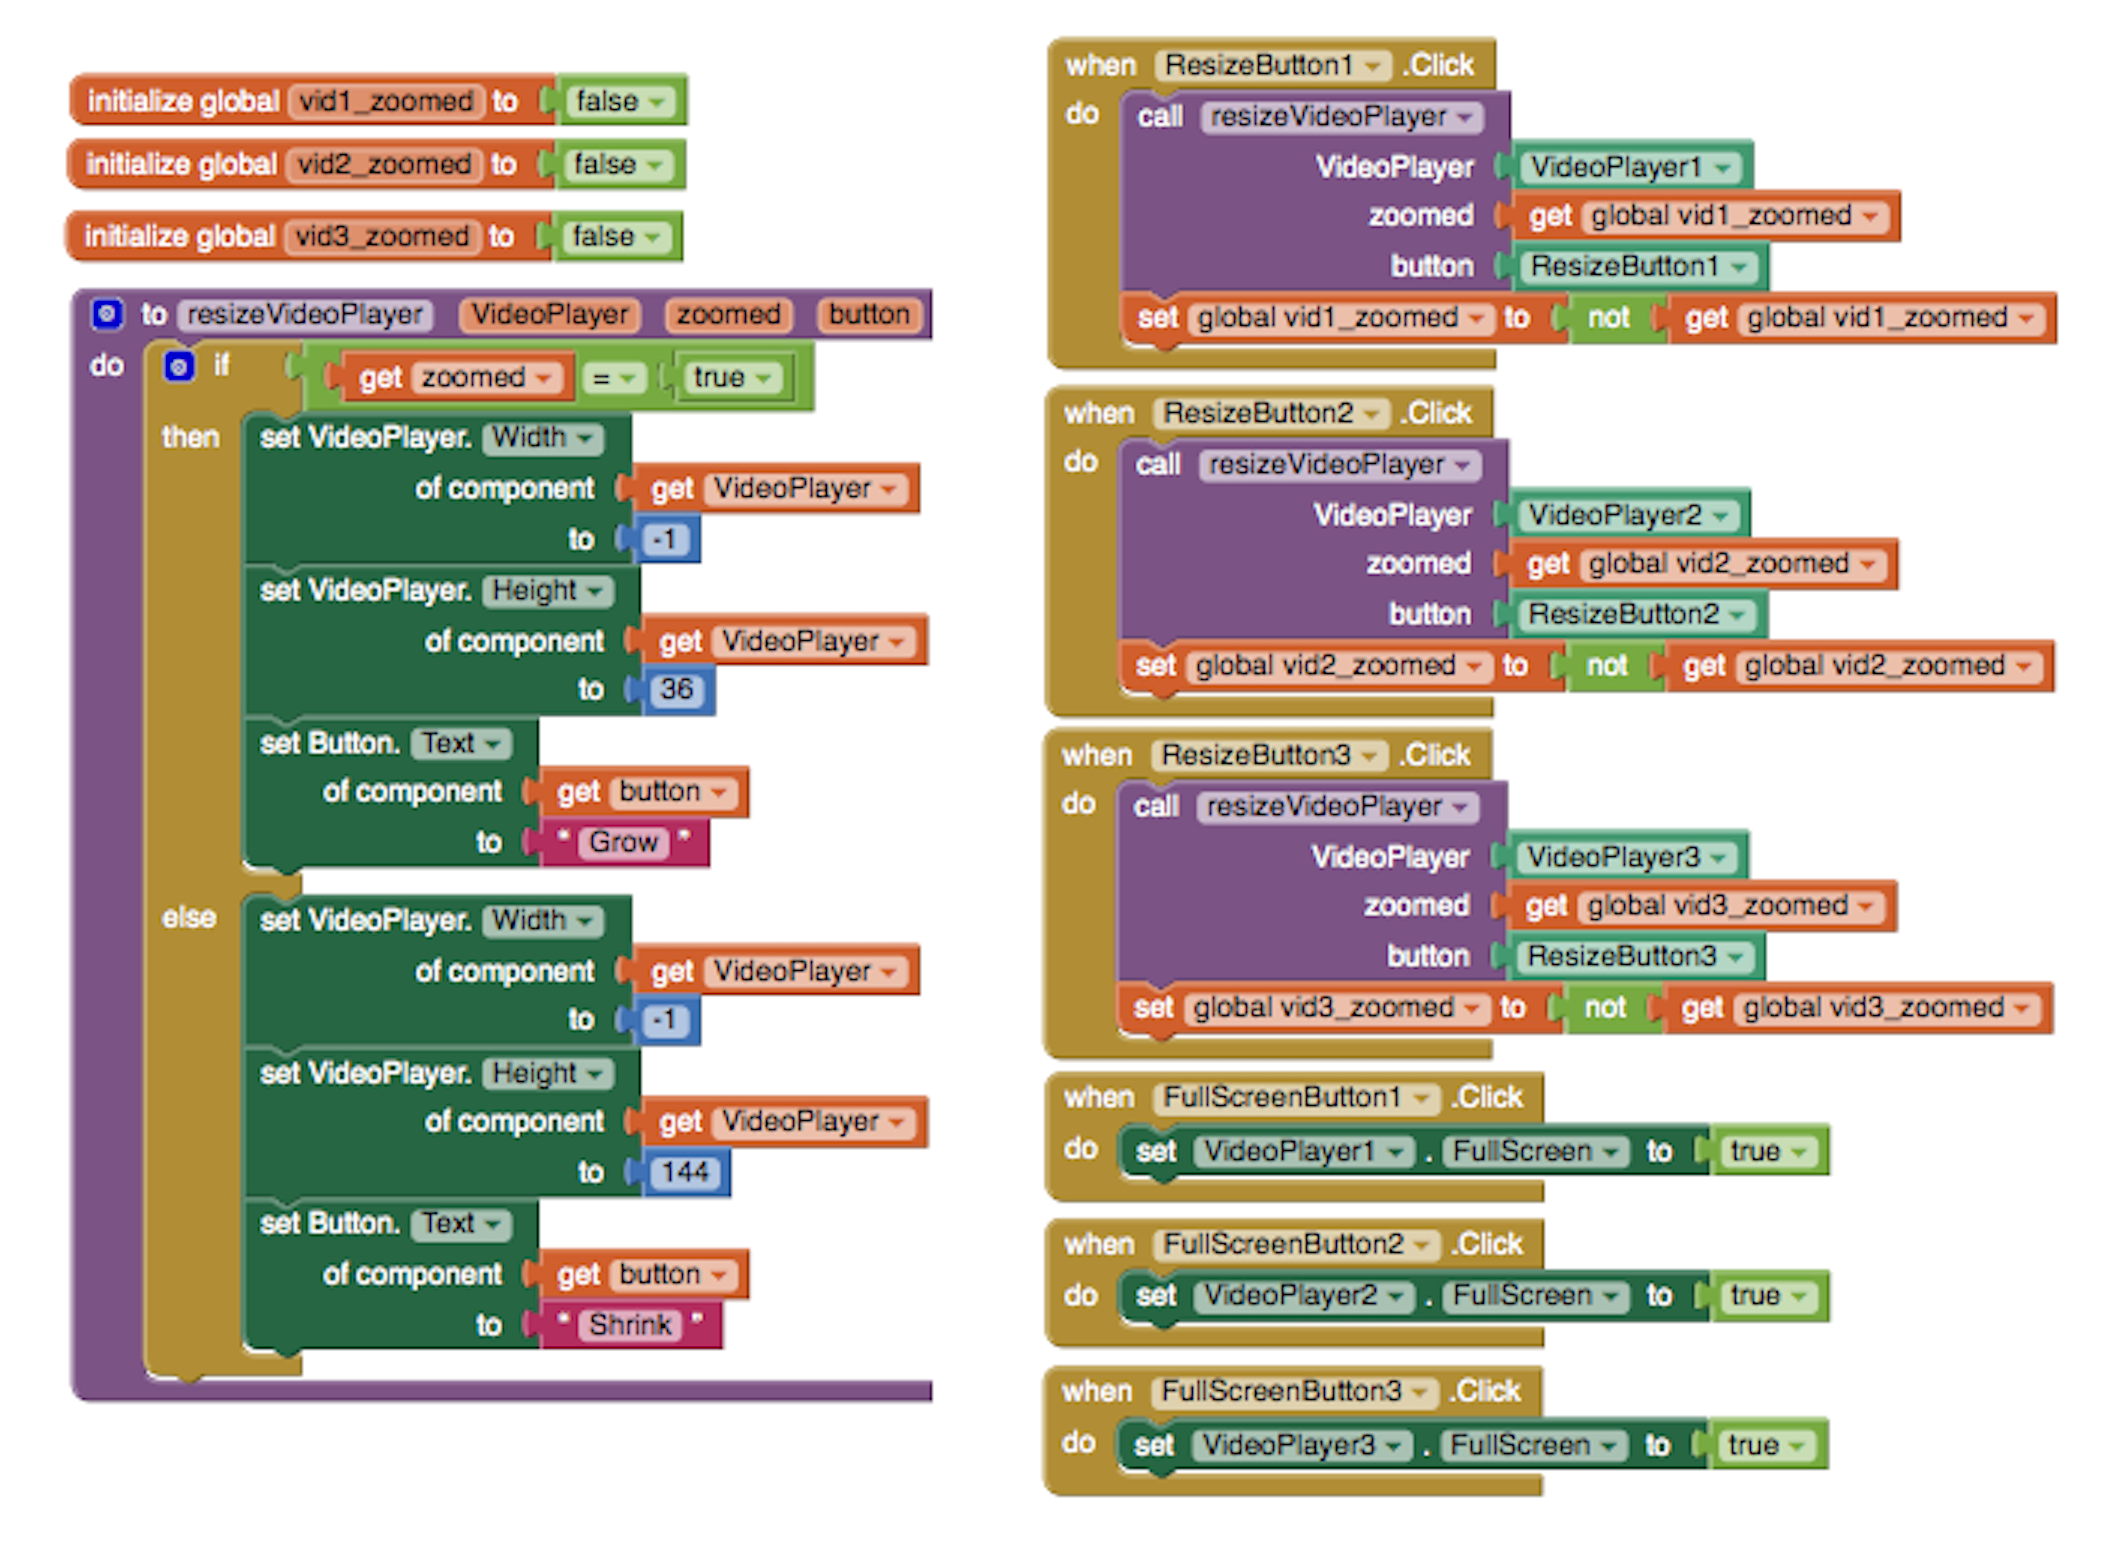 initialize global vid1_zoomed to false
initialize global vid2_zoomed to false
initialize global vid3_zoomed to false
to resizeVideoPlayer VideoPlayer zoomed button
do if get zoomed = true
then set VideoPlayer. Width
of component get VideoPlayer
to -1
set VideoPlayer. Height
of component get VideoPlayer
to 36
set Button. Text
of component get button
to " Grow "
else set VideoPlayer. Width
of component get VideoPlayer
to -1
set VideoPlayer. Height
of component get VideoPlayer
to 144
set Button. Text
of component get button
to " Shrink "
when ResizeButton1 .Click
do call resizeVideoPlayer
VideoPlayer VideoPlayer1
zoomed get global vid1_zoomed
button ResizeButton1
set global vid1_zoomed to not get global vid1_zoomed
when ResizeButton2 .Click
do call resizeVideoPlayer
VideoPlayer VideoPlayer2
zoomed get global vid2_zoomed
button ResizeButton2
set global vid2_zoomed to not get global vid2_zoomed
when ResizeButton3 .Click
do call resizeVideoPlayer
VideoPlayer VideoPlayer3
zoomed get global vid3_zoomed
button ResizeButton3
set global vid3_zoomed to not get global vid3_zoomed
when FullScreenButton1 .Click
do set VideoPlayer1 . FullScreen to true
when FullScreenButton2 .Click
do set VideoPlayer2 . FullScreen to true
when FullScreenButton3 .Click
do set VideoPlayer3 . FullScreen to true